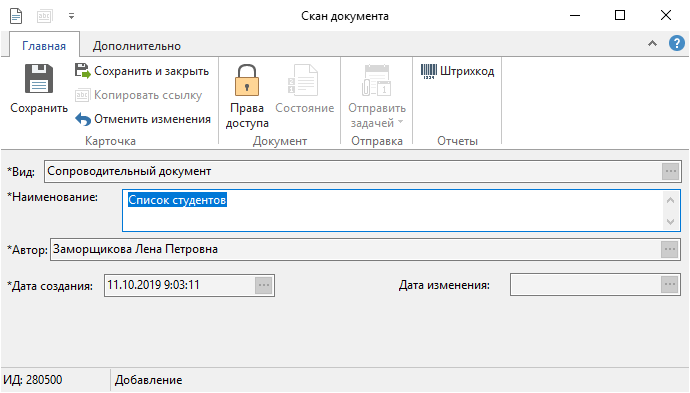 Скан документа
Главная Дополнительно
Сохранить
Сохранить и закрыть
Копировать ссылку
Отменить изменения
Права доступа
Состояние
Отправить задачей
Штрихкод
Карточка Документ Отправка Отчеты
*Вид: Сопроводительный документ
*Наименование: Список студентов
*Автор: Заморщикова Лена Петровна
*Дата создания: 11.10.2019 9:03:11 Дата изменения:
ИД: 280500 Добавление